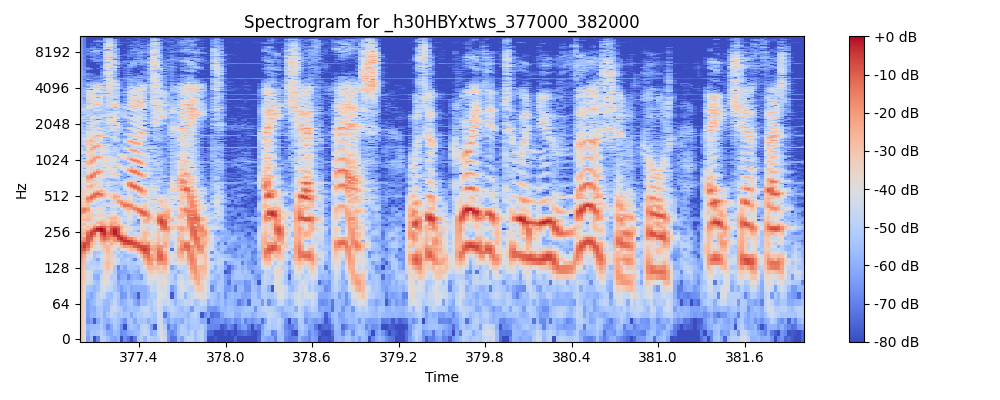 Spectrogram for _h30HBYxtws_377000_382000
8192
4096
2048
1024
512
256
128
64
0
Hz
377.4 378.0 378.6 379.2 379.8 380.4 381.0 381.6
Time
+0 dB
-10 dB
-20 dB
-30 dB
-40 dB
-50 dB
-60 dB
-70 dB
-80 dB